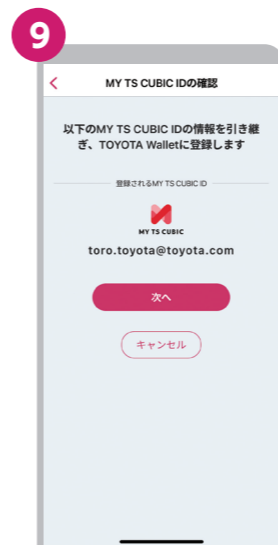 9
MY TS CUBIC IDの確認
以下のMY TS CUBIC IDの情報を引き継
ぎ、TOYOTA Walletに登録します
登録されるMY TS CUBIC ID
MY TS CUBIC
toro.toyota@toyota.com
次へ
キャンセル